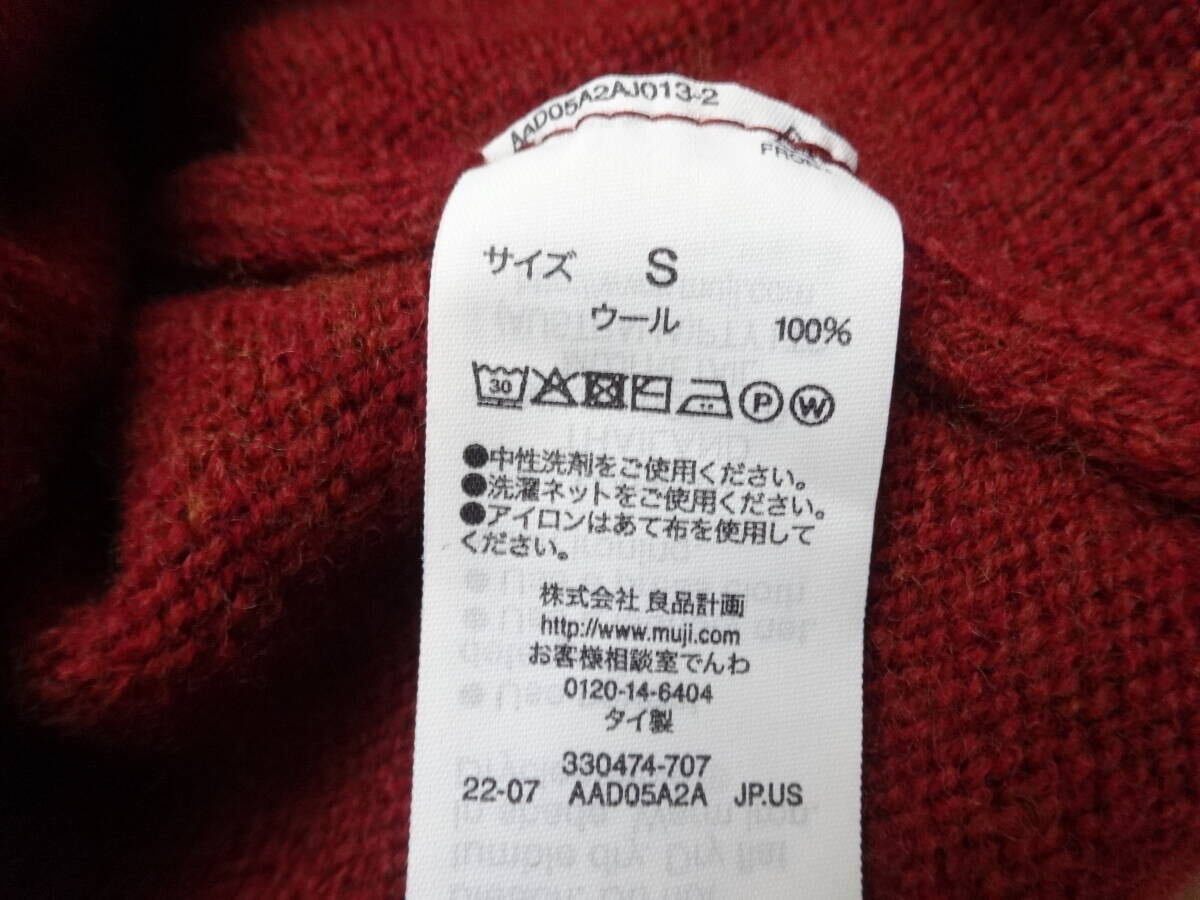 AAD05A2AJ013-2
サイズ S
ウール 100%
30 P W
●中性洗剤をご使用ください。
●洗濯ネットをご使用ください。
●アイロンはあて布を使用して
ください。
株式会社 良品計画
http://www.muji.com
お客様相談室でんわ
0120-14-6404
タイ製
330474-707
22-07 AAD05A2A JP.US